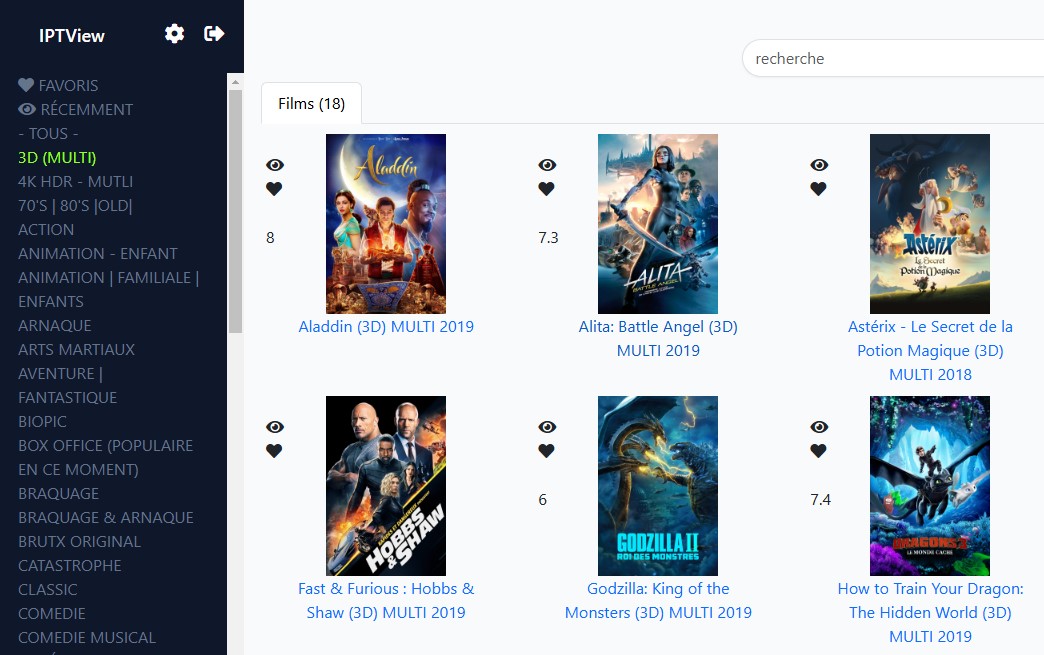 IPTView
FAVORIS
RÉCEMMENT
- TOUS -
3D (MULTI)
4K HDR - MUTLI
70'S | 80'S |OLD|
ACTION
ANIMATION - ENFANT
ANIMATION | FAMILIALE |
ENFANTS
ARNAQUE
ARTS MARTIAUX
AVENTURE |
FANTASTIQUE
BIOPIC
BOX OFFICE (POPULAIRE
EN CE MOMENT)
BRAQUAGE
BRAQUAGE & ARNAQUE
BRUTX ORIGINAL
CATASTROPHE
CLASSIC
COMEDIE
COMEDIE MUSICAL
recherche
Films (18)
8
Aladdin
Aladdin (3D) MULTI 2019
7.3
ALITA
BATTLE ANGEL
Alita: Battle Angel (3D)
MULTI 2019
Astérix
Le Secret
Potion Magique
Astérix - Le Secret de la
Potion Magique (3D)
MULTI 2018
HOBBS
& SHAW
Fast & Furious : Hobbs &
Shaw (3D) MULTI 2019
6
GODZILLA II
ROI DES MONSTRES
Godzilla: King of the
Monsters (3D) MULTI 2019
7.4
DRAGONS 3
LE MONDE CACHÉ
How to Train Your Dragon:
The Hidden World (3D)
MULTI 2019